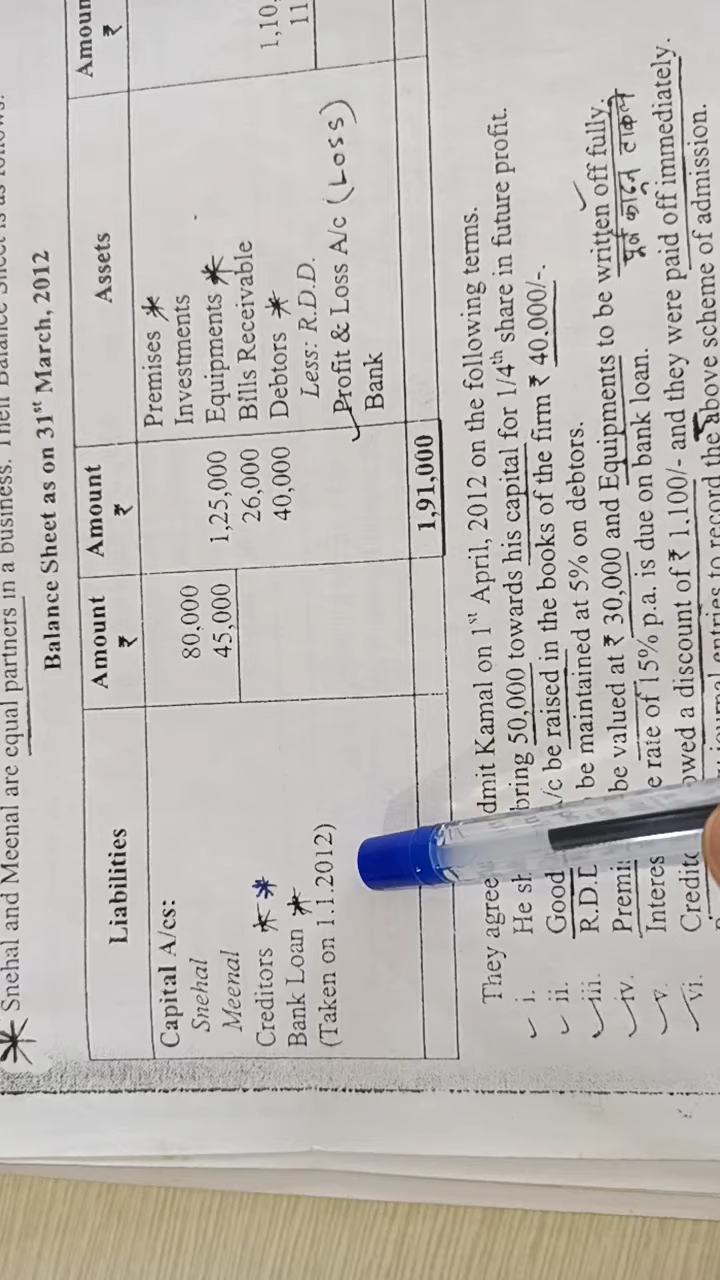 Snehal and Meenal are equal partners in a business. Their Balance Sheet is as follows.
Balance Sheet as on 31st March, 2012
Liabilities Amount ₹ Amount ₹ Assets Amoun ₹
Capital A/cs: Premises
Snehal 80,000 Investments
Meenal 45,000 1,25,000 Equipments
Creditors 26,000 Bills Receivable
Bank Loan 40,000 Debtors 1,10,
(Taken on 1.1.2012) Less: R.D.D. 11
Profit & Loss A/c (Loss)
Bank
1,91,000
They agree dmit Kamal on 1st April, 2012 on the following terms.
i. He sh bring 50,000 towards his capital for 1/4th share in future profit.
ii. Good /c be raised in the books of the firm ₹ 40,000/-.
iii. R.D.D be maintained at 5% on debtors.
iv. Premi be valued at ₹ 30,000 and Equipments to be written off fully.
पूर्ण काढून टाकले
v. Interes e rate of 15% p.a. is due on bank loan.
vi. Credito owed a discount of ₹ 1,100/- and they were paid off immediately.
journal entries to record the above scheme of admission.